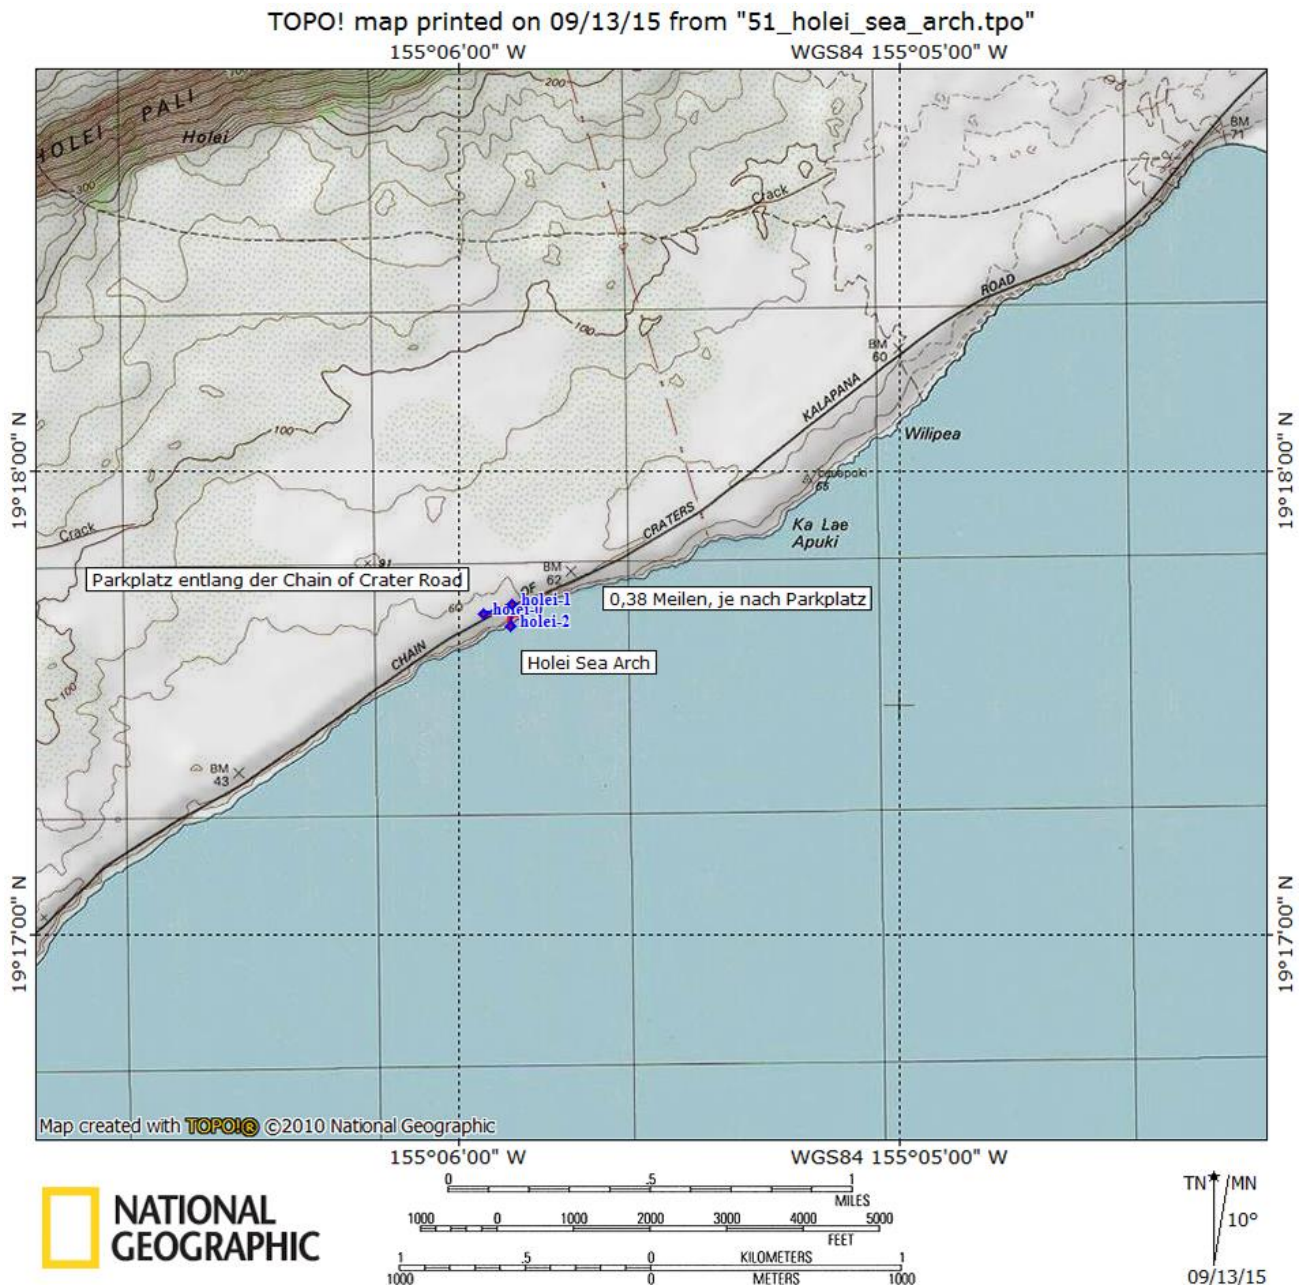 TOPO! map printed on 09/13/15 from "51_holei_sea_arch.tpo"
155°06'00" W
WGS84 155°05'00" W
HOLEI PALI
Holei
200
300
Crack
BM
71
ROAD
100
BM
60
KALAPANA
Wilipea
19°18'00" N
19°18'00" N
100
65
Ka Lae
Apuki
CRATERS
Crack
91
BM
62
Parkplatz entlang der Chain of Crater Road
OF
0,38 Meilen, je nach Parkplatz
60
holei-1
holei-0
holei-2
Holei Sea Arch
CHAIN
100
BM
43
19°17'00" N
19°17'00" N
Map created with TOPO!® ©2010 National Geographic
155°06'00" W
WGS84 155°05'00" W
NATIONAL
GEOGRAPHIC
0 .5 1
MILES
1000 0 1000 2000 3000 4000 5000
FEET
1 .5 0 KILOMETERS 1
1000 0 METERS 1000
TN MN
10°
09/13/15